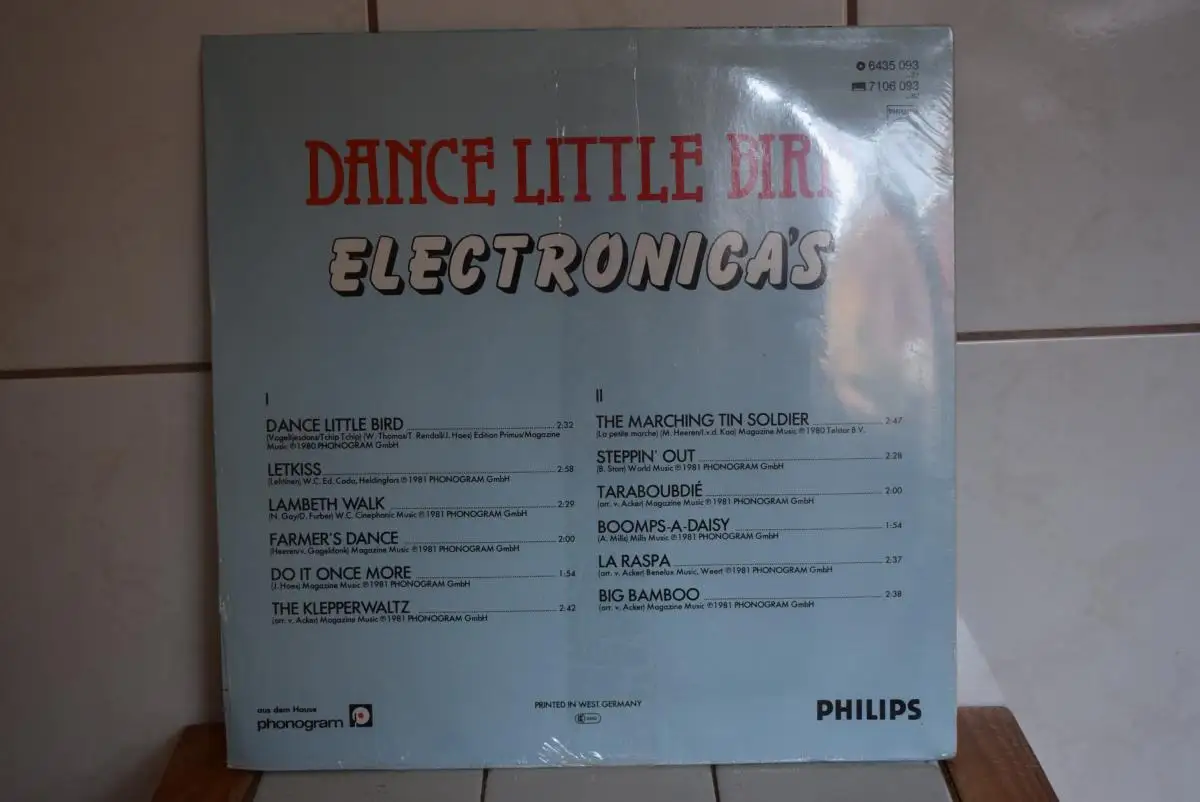 6435 093
7106 093
DANCE LITTLE BIRD
ELECTRONICA'S
I
DANCE LITTLE BIRD 2:32
(Vogeltjesdans/Tchip Tchip) (W. Thomas/T. Rendall/J. Hoes) Edition Primus/Magazine
Music ℗1980 PHONOGRAM GmbH
LETKISS 2:58
(Lehtinen) W.C. Ed. Coda, Helsingfors ℗1981 PHONOGRAM GmbH
LAMBETH WALK 2:29
(N. Gay/D. Furber) W.C. Cinephonic Music ℗1981 PHONOGRAM GmbH
FARMER'S DANCE 2:00
(Heeren/v. Gogeldonk) Magazine Music ℗1981 PHONOGRAM GmbH
DO IT ONCE MORE 1:54
(J. Hoes) Magazine Music ℗1981 PHONOGRAM GmbH
THE KLEPPERWALTZ 2:42
(arr. v. Acker) Magazine Music ℗1981 PHONOGRAM GmbH
II
THE MARCHING TIN SOLDIER 2:47
(La petite marche) (M. Heeren/I.v.d. Kaa) Magazine Music ℗1980 Telstar B.V.
STEPPIN' OUT 2:28
(B. Storr) World Music ℗1981 PHONOGRAM GmbH
TARABOUBDIÉ 2:00
(arr. v. Acker) Magazine Music ℗1981 PHONOGRAM GmbH
BOOMPS-A-DAISY 1:54
(A. Mills) Mills Music ℗1981 PHONOGRAM GmbH
LA RASPA 2:37
(arr. v. Acker) Benelux Music, Weert ℗1981 PHONOGRAM GmbH
BIG BAMBOO 2:38
(arr. v. Acker) Magazine Music ℗1981 PHONOGRAM GmbH
aus dem Hause
phonogram
PRINTED IN WEST GERMANY
PHILIPS